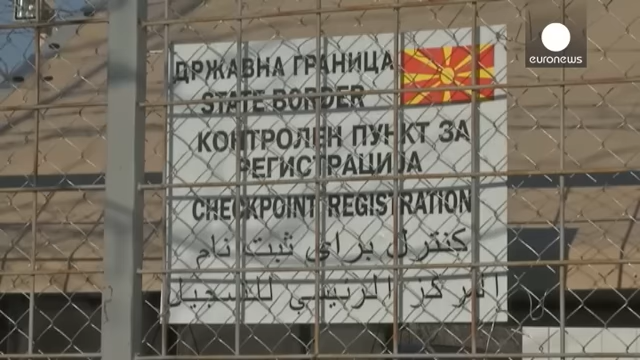 euronews
ДРЖАВНА ГРАНИЦА
STATE BORDER
КОНТРОЛЕН ПУНКТ ЗА
РЕГИСТРАЦИЈА
CHECKPOINT REGISTRATION
کنترل برای ثبت نام
المركز الرئيسي للتسجيل